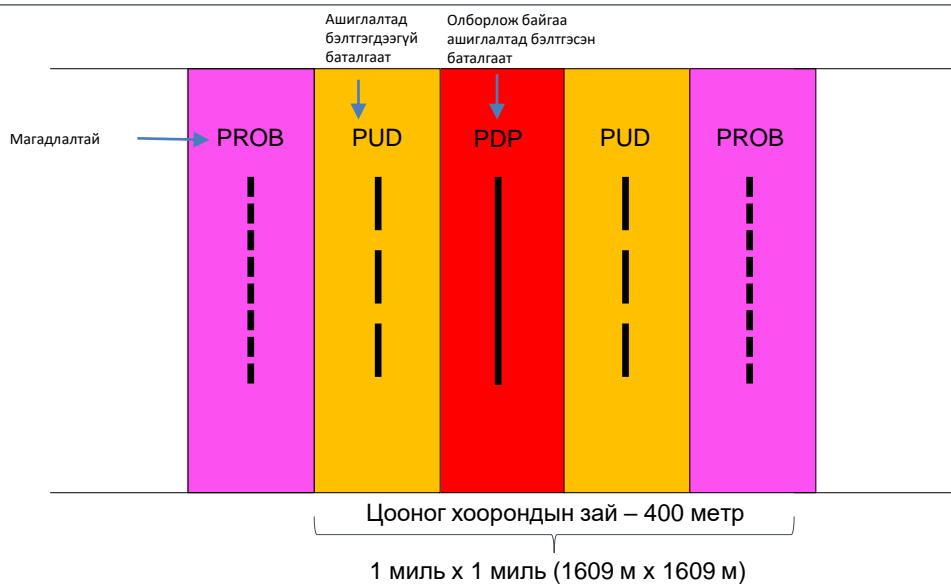 Ашиглалтад
бэлтгэгдээгүй
баталгаат
Олборлож байгаа
ашиглалтад бэлтгэсэн
баталгаат
Магадлалтай
PROB
PUD
PDP
PUD
PROB
Цооног хоорондын зай – 400 метр
1 миль x 1 миль (1609 м x 1609 м)